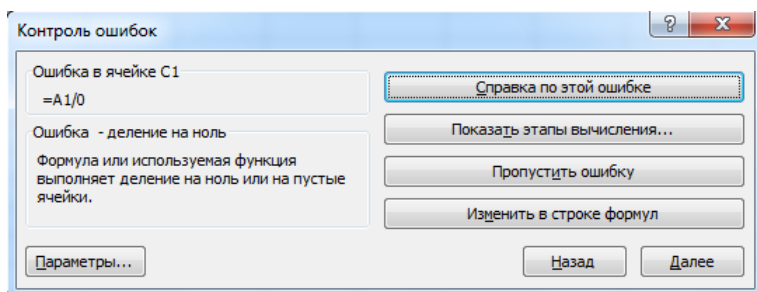 Контроль ошибок
Ошибка в ячейке C1
=A1/0
Ошибка - деление на ноль
Формула или используемая функция
выполняет деление на ноль или на пустые
ячейки.
Справка по этой ошибке
Показать этапы вычисления...
Пропустить ошибку
Изменить в строке формул
Параметры...
Назад
Далее